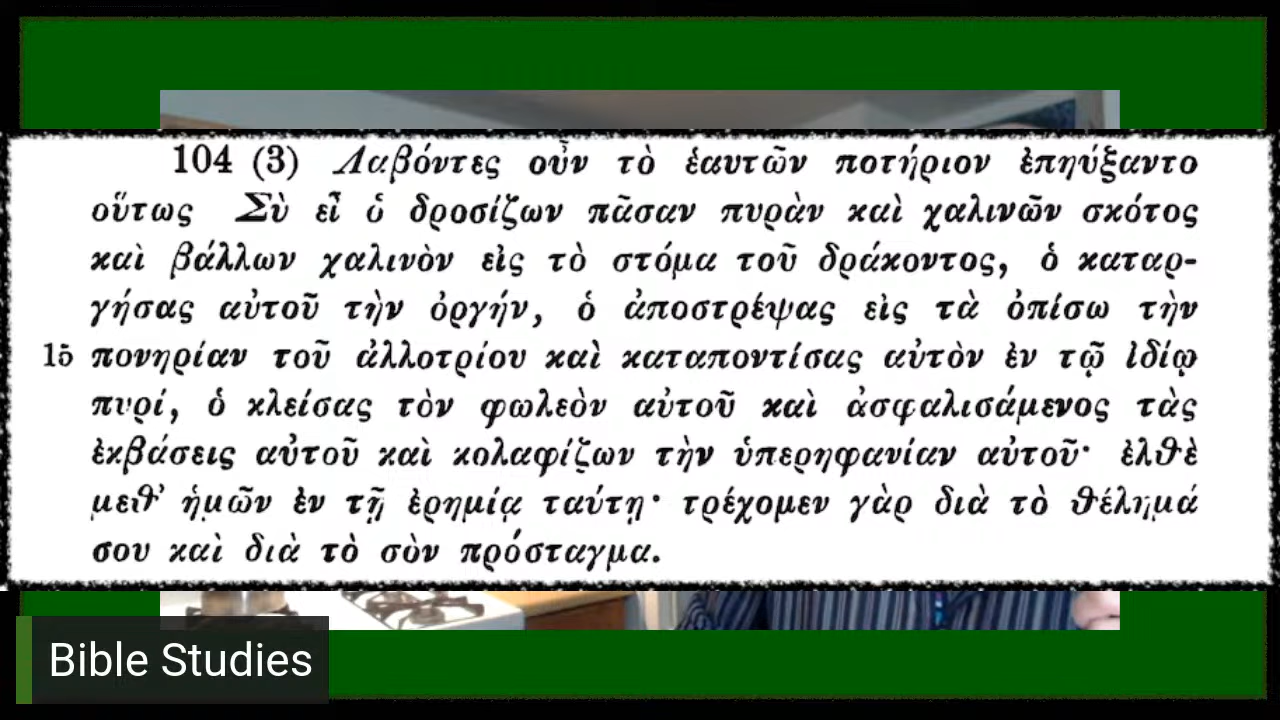 104 (3) Λαβόντες οὖν τὸ ἑαυτῶν ποτήριον ἐπηύξαντο
οὕτως Σὺ εἶ ὁ δροσίζων πᾶσαν πυρὰν καὶ χαλινῶν σκότος
καὶ βάλλων χαλινὸν εἰς τὸ στόμα τοῦ δράκοντος, ὁ καταρ-
γήσας αὐτοῦ τὴν ὀργήν, ὁ ἀποστρέψας εἰς τὰ ὀπίσω τὴν
15 πονηρίαν τοῦ ἀλλοτρίου καὶ καταποντίσας αὐτὸν ἐν τῷ ἰδίῳ
πυρί, ὁ κλείσας τὸν φωλεὸν αὐτοῦ καὶ ἀσφαλισάμενος τὰς
ἐκβάσεις αὐτοῦ καὶ κολαφίζων τὴν ὑπερηφανίαν αὐτοῦ· ἐλθὲ
μεθ’ ἡμῶν ἐν τῇ ἐρημίᾳ ταύτῃ· τρέχομεν γὰρ διὰ τὸ θέλημά
σου καὶ διὰ τὸ σὸν πρόσταγμα.
Bible Studies